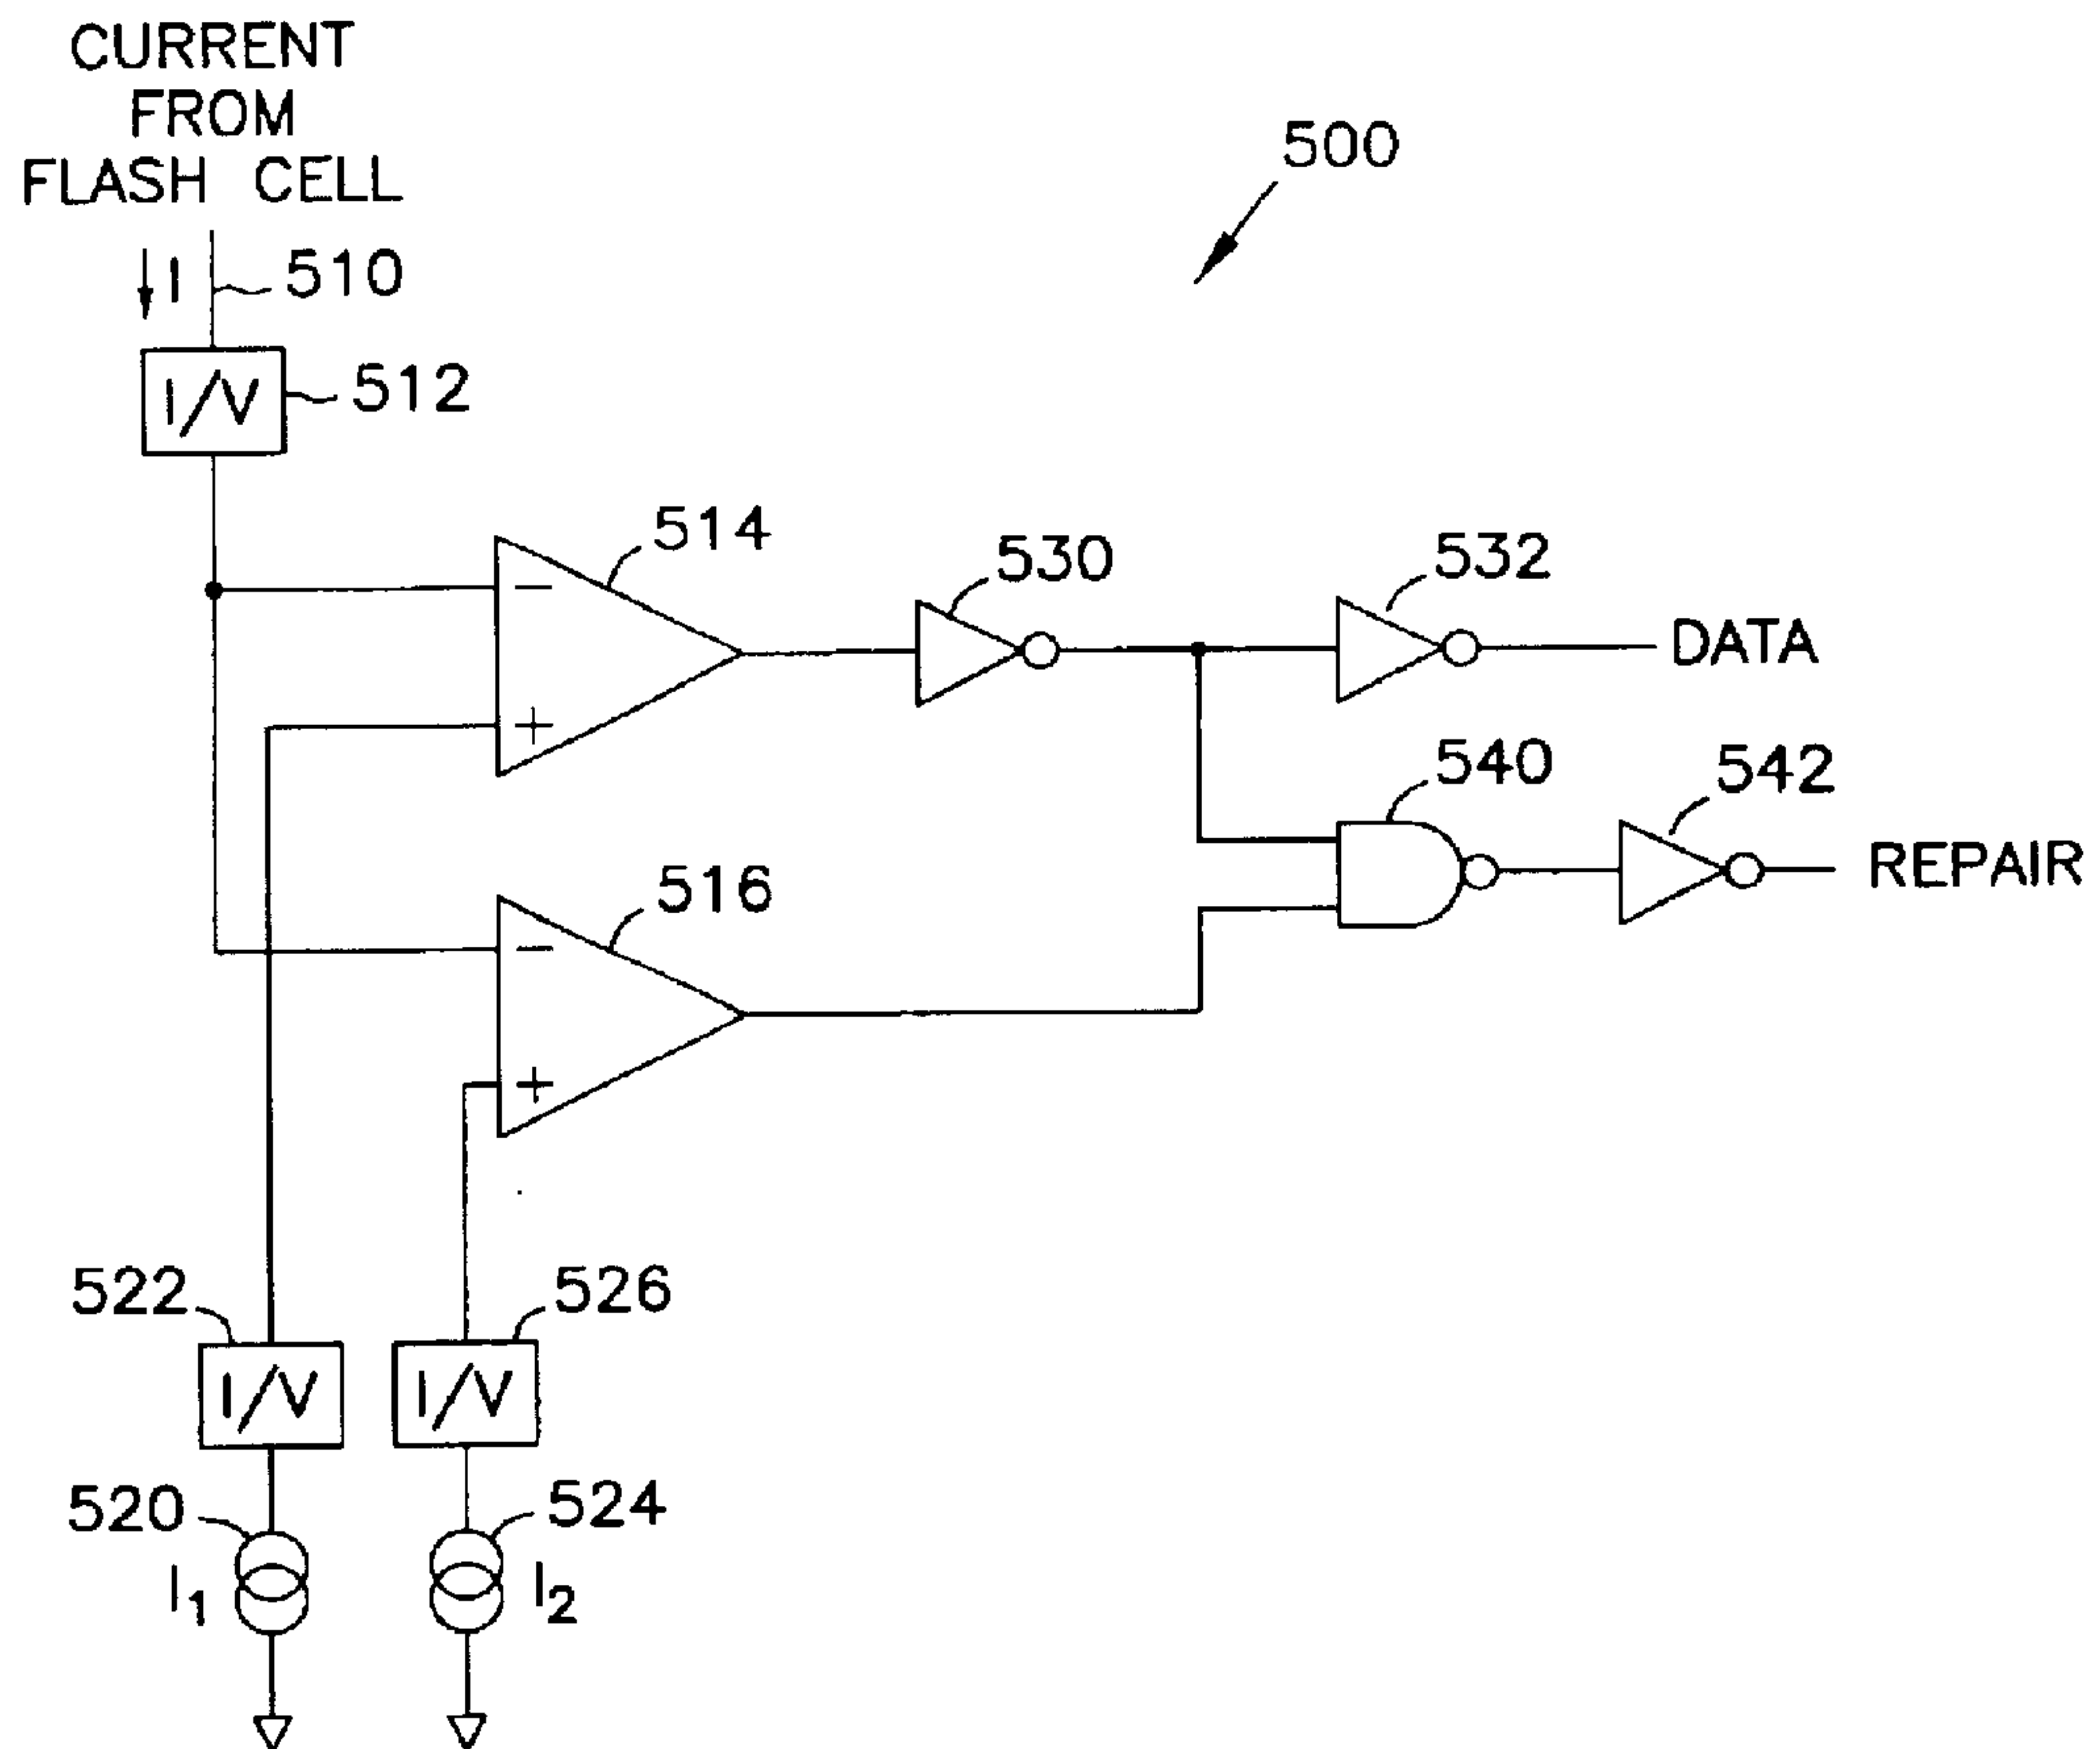 CURRENT
FROM
FLASH CELL
500
I
510
I/V
512
514
530
532
DATA
−
+
540
542
REPAIR
516
−
+
522
526
I/V
I/V
520
524
I1
I2